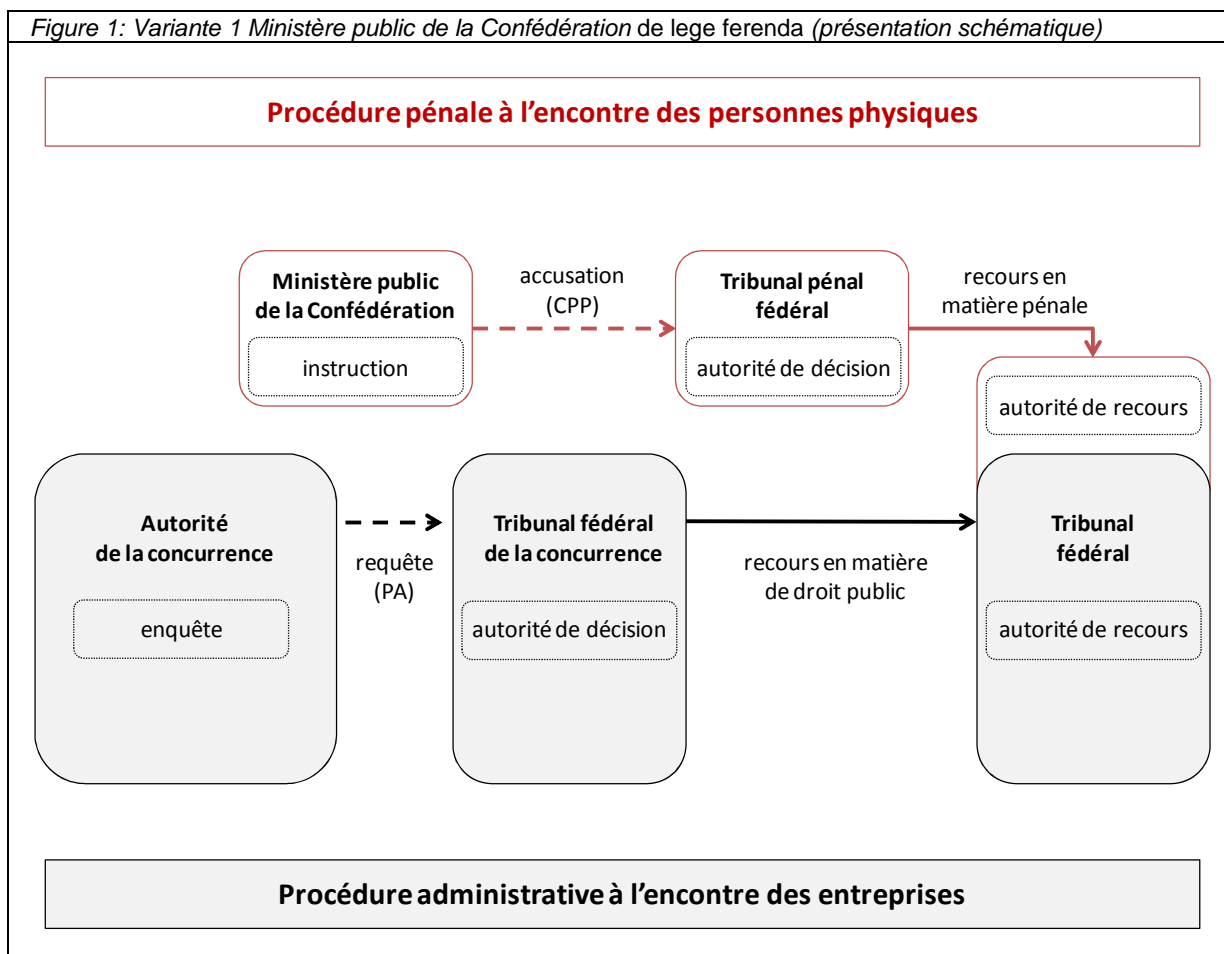 Figure 1: Variante 1 Ministère public de la Confédération de lege ferenda (présentation schématique)
Procédure pénale à l’encontre des personnes physiques
Ministère public
de la Confédération
instruction
accusation
(CPP)
Tribunal pénal
fédéral
autorité de décision
recours en
matière pénale
autorité de recours
Autorité
de la concurrence
enquête
requête
(PA)
Tribunal fédéral
de la concurrence
autorité de décision
recours en matière
de droit public
Tribunal
fédéral
autorité de recours
Procédure administrative à l’encontre des entreprises